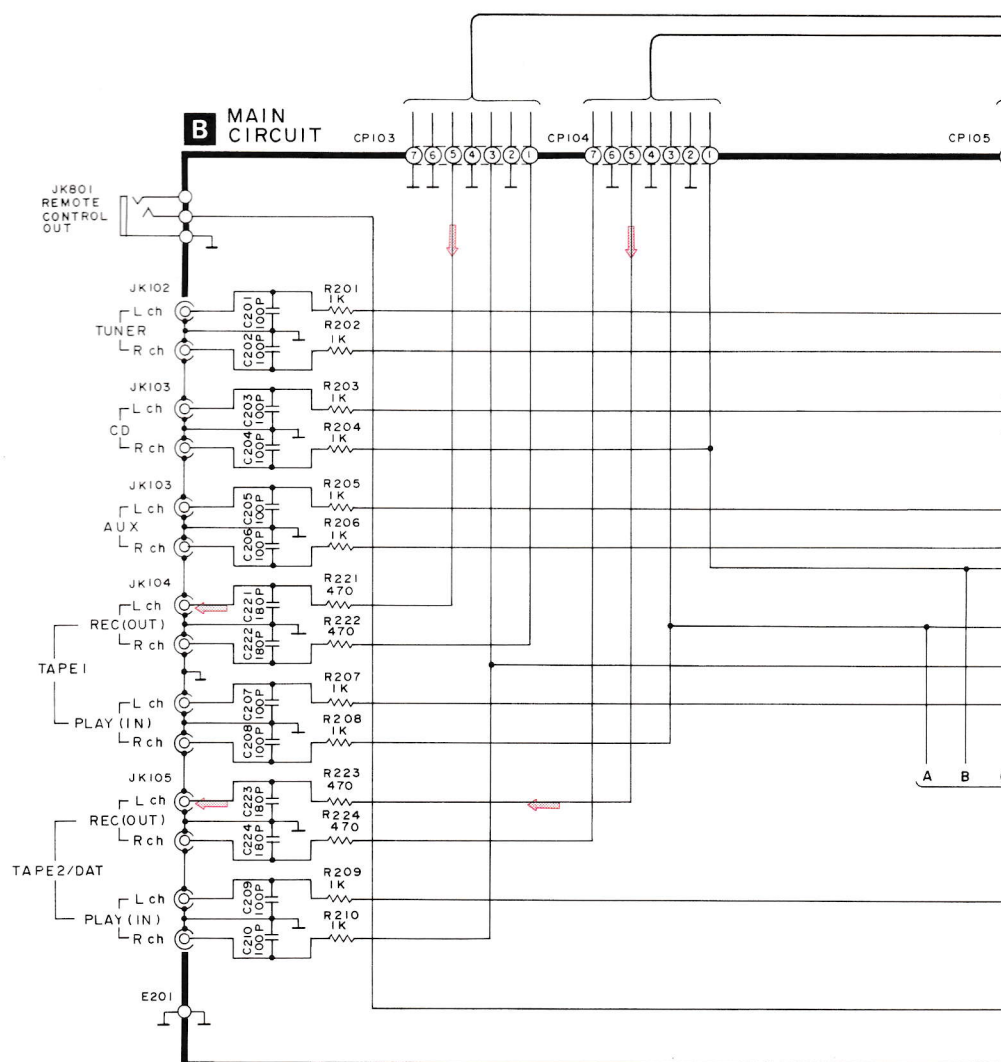 B MAIN CIRCUIT
CP103
7 6 5 4 3 2 1
CP104
7 6 5 4 3 2 1
CP105
JK801
REMOTE
CONTROL
OUT
JK102
L ch
TUNER
R ch
C201
100P
C202
100P
R201
1K
R202
1K
JK103
L ch
CD
R ch
C203
100P
C204
100P
R203
1K
R204
1K
JK103
L ch
AUX
R ch
C205
100P
C206
100P
R205
1K
R206
1K
JK104
L ch
REC(OUT)
R ch
C221
180P
C222
180P
R221
470
R222
470
TAPE1
L ch
PLAY(IN)
R ch
C207
100P
C208
100P
R207
1K
R208
1K
JK105
L ch
REC(OUT)
R ch
C223
180P
C224
180P
R223
470
R224
470
TAPE2/DAT
L ch
PLAY(IN)
R ch
C209
100P
C210
100P
R209
1K
R210
1K
A B
E201